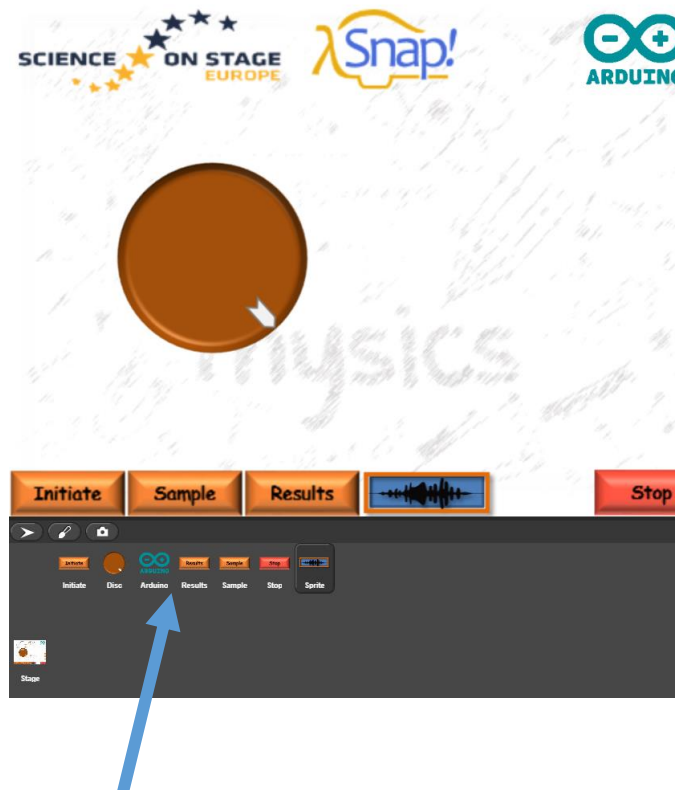 SCIENCE ON STAGE
EUROPE
Snap!
ARDUINO
Physics
Initiate
Sample
Results
Stop
Initiate
Disc
Arduino
Results
Sample
Stop
Sprite
Stage